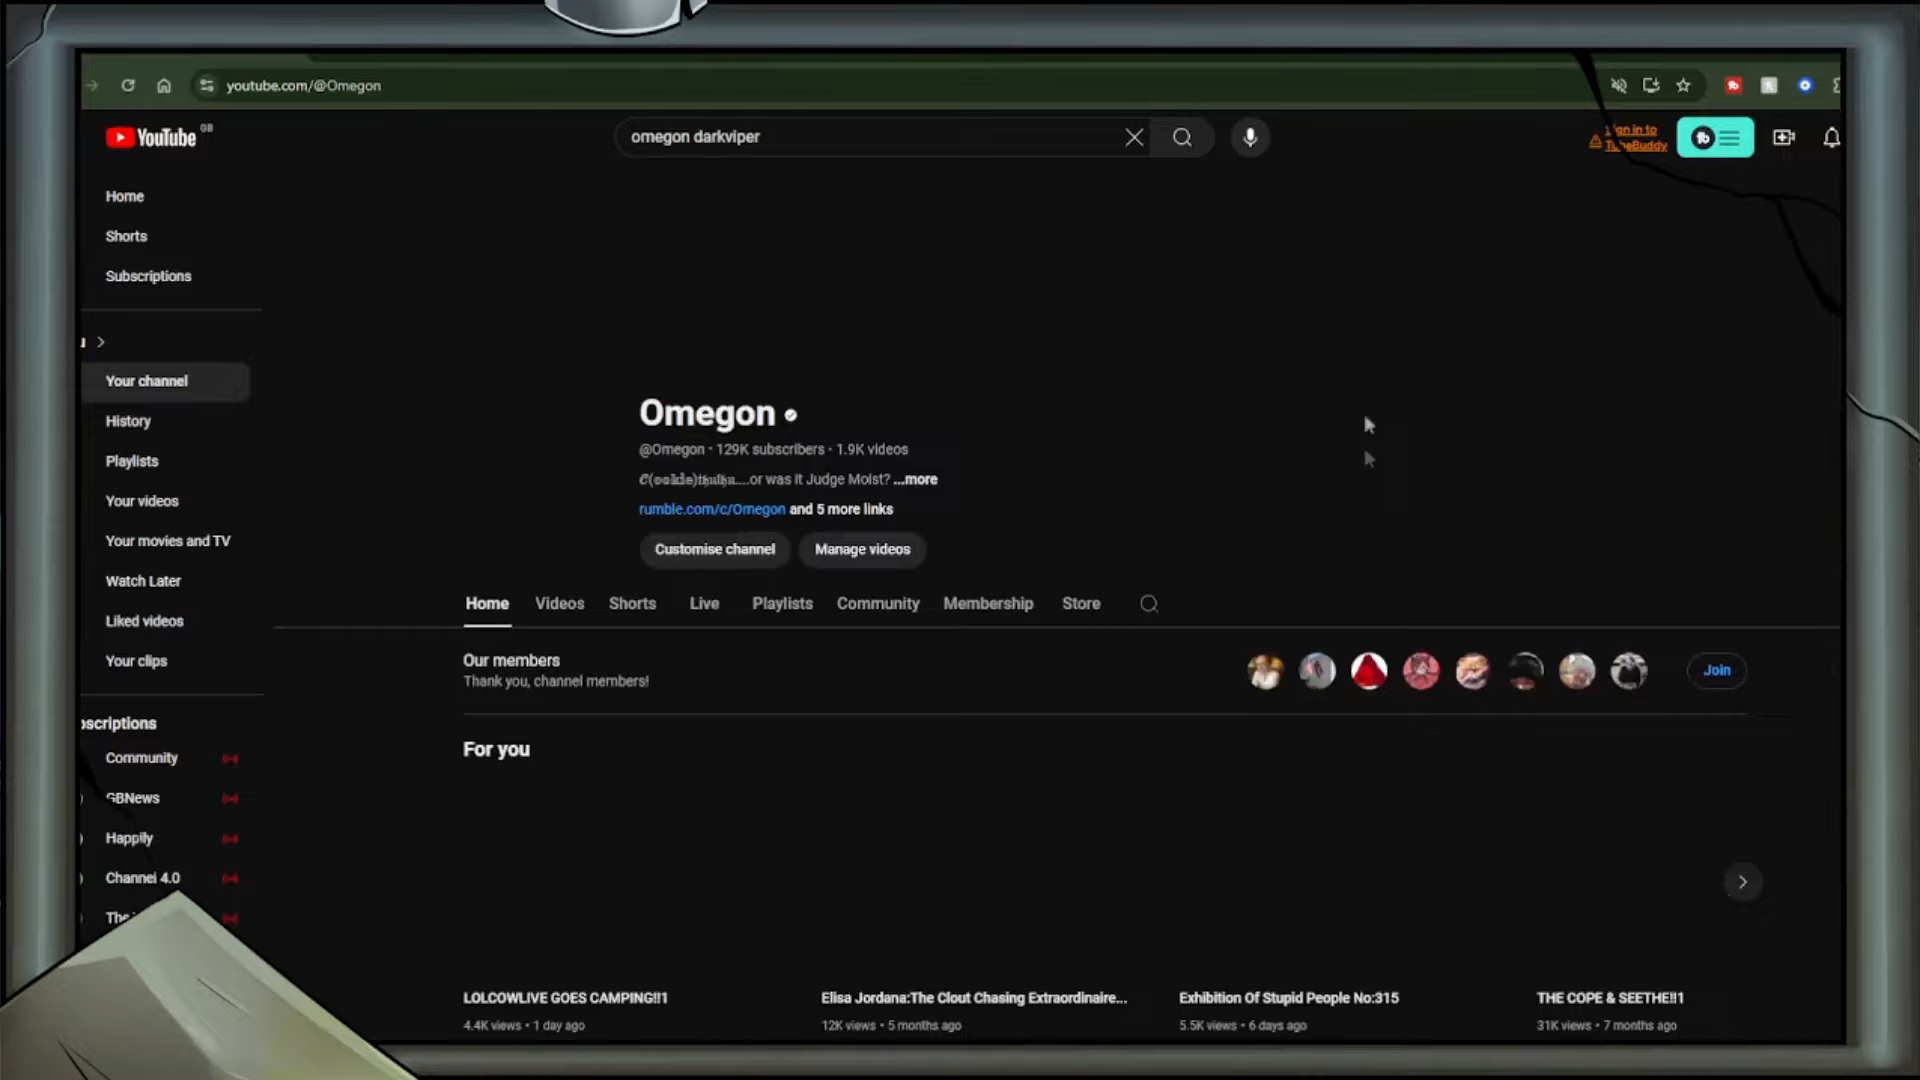 youtube.com/@Omegon
YouTube GB
omegon darkviper
TubeBuddy
Home
Shorts
Subscriptions
Your channel
History
Playlists
Your videos
Your movies and TV
Watch Later
Liked videos
Your clips
Omegon
@Omegon · 129K subscribers · 1.9K videos
....or was it Judge Moist? ...more
rumble.com/c/Omegon and 5 more links
Customise channel
Manage videos
Home Videos Shorts Live Playlists Community Membership Store
Our members
Thank you, channel members!
Join
For you
scriptions
Community
GBNews
Happily
Channel 4.0
The
LOLCOWLIVE GOES CAMPING!!1
4.4K views • 1 day ago
Elisa Jordana:The Clout Chasing Extraordinaire...
12K views • 5 months ago
Exhibition Of Stupid People No:315
5.5K views • 6 days ago
THE COPE & SEETHE!!1
31K views • 7 months ago